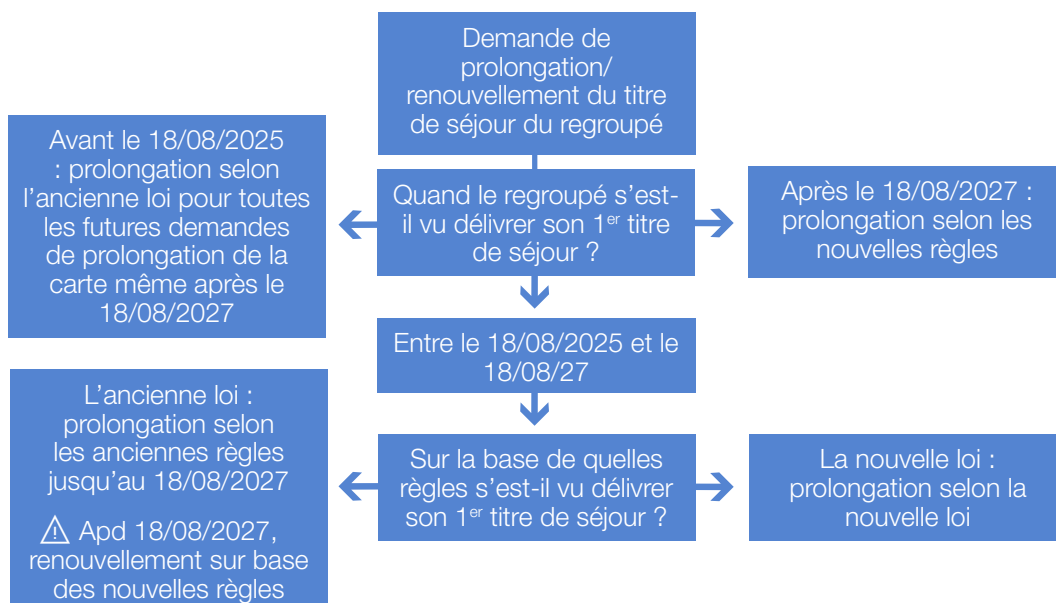 Demande de
prolongation/
renouvellement du titre
de séjour du regroupé
Avant le 18/08/2025
: prolongation selon
l’ancienne loi pour toutes
les futures demandes
de prolongation de la
carte même après le
18/08/2027
Quand le regroupé s’est-
il vu délivrer son 1er titre
de séjour ?
Après le 18/08/2027 :
prolongation selon les
nouvelles règles
Entre le 18/08/2025 et le
18/08/27
L’ancienne loi :
prolongation selon
les anciennes règles
jusqu’au 18/08/2027
⚠ Apd 18/08/2027,
renouvellement sur base
des nouvelles règles
Sur la base de quelles
règles s’est-il vu délivrer
son 1er titre de séjour ?
La nouvelle loi :
prolongation selon la
nouvelle loi